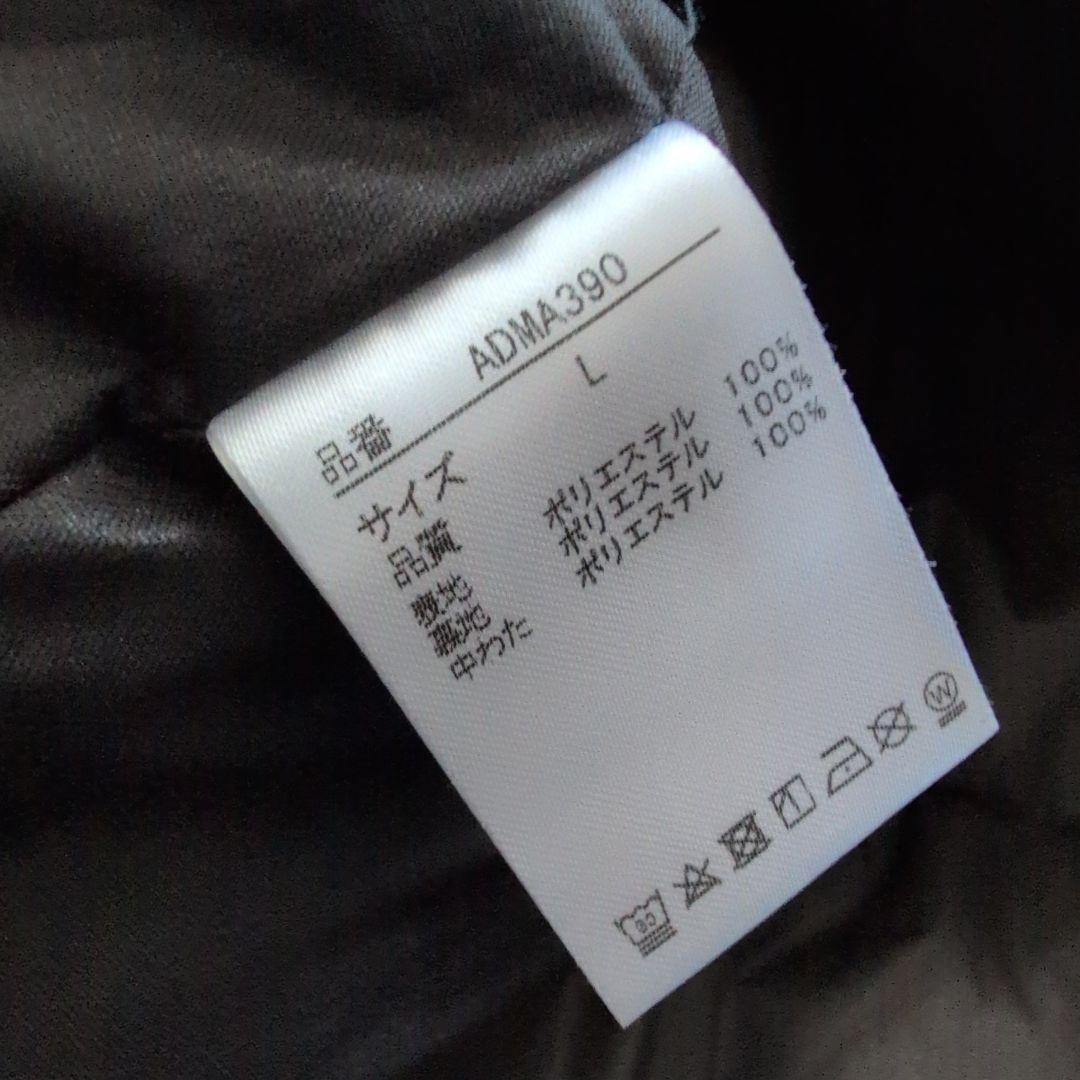 品番 ADMA390
サイズ L
品質
表地 ポリエステル 100%
裏地 ポリエステル 100%
中わた ポリエステル 100%
W